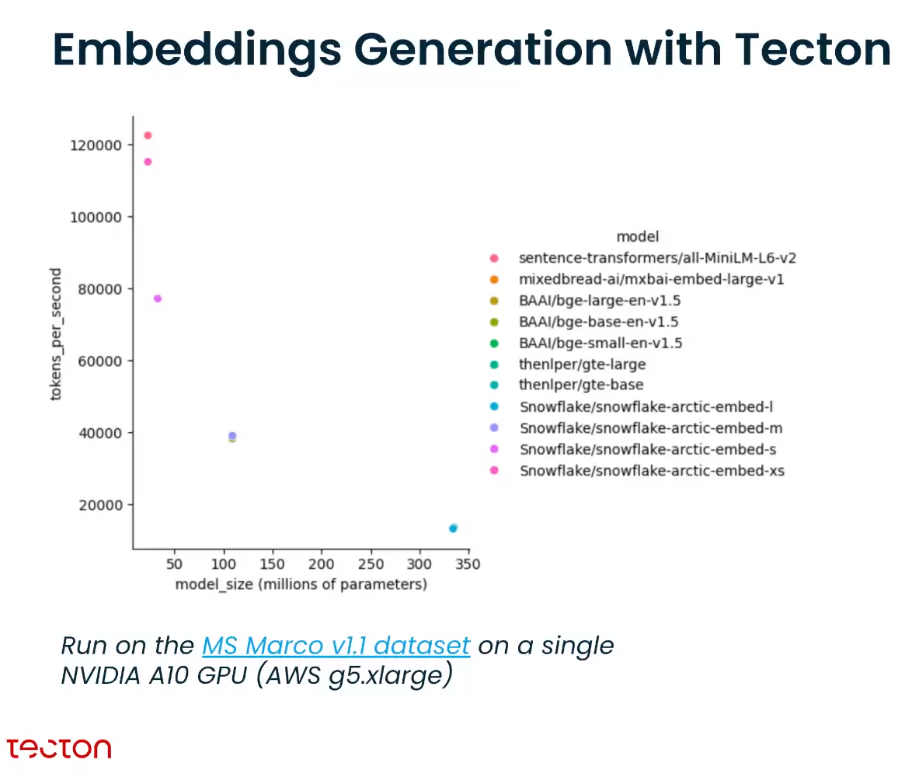 Embeddings Generation with Tecton
120000
100000
80000
60000
40000
20000
tokens_per_second
50 100 150 200 250 300 350
model_size (millions of parameters)
model
sentence-transformers/all-MiniLM-L6-v2
mixedbread-ai/mxbai-embed-large-v1
BAAI/bge-large-en-v1.5
BAAI/bge-base-en-v1.5
BAAI/bge-small-en-v1.5
thenlper/gte-large
thenlper/gte-base
Snowflake/snowflake-arctic-embed-l
Snowflake/snowflake-arctic-embed-m
Snowflake/snowflake-arctic-embed-s
Snowflake/snowflake-arctic-embed-xs
Run on the MS Marco v1.1 dataset on a single
NVIDIA A10 GPU (AWS g5.xlarge)
tecton